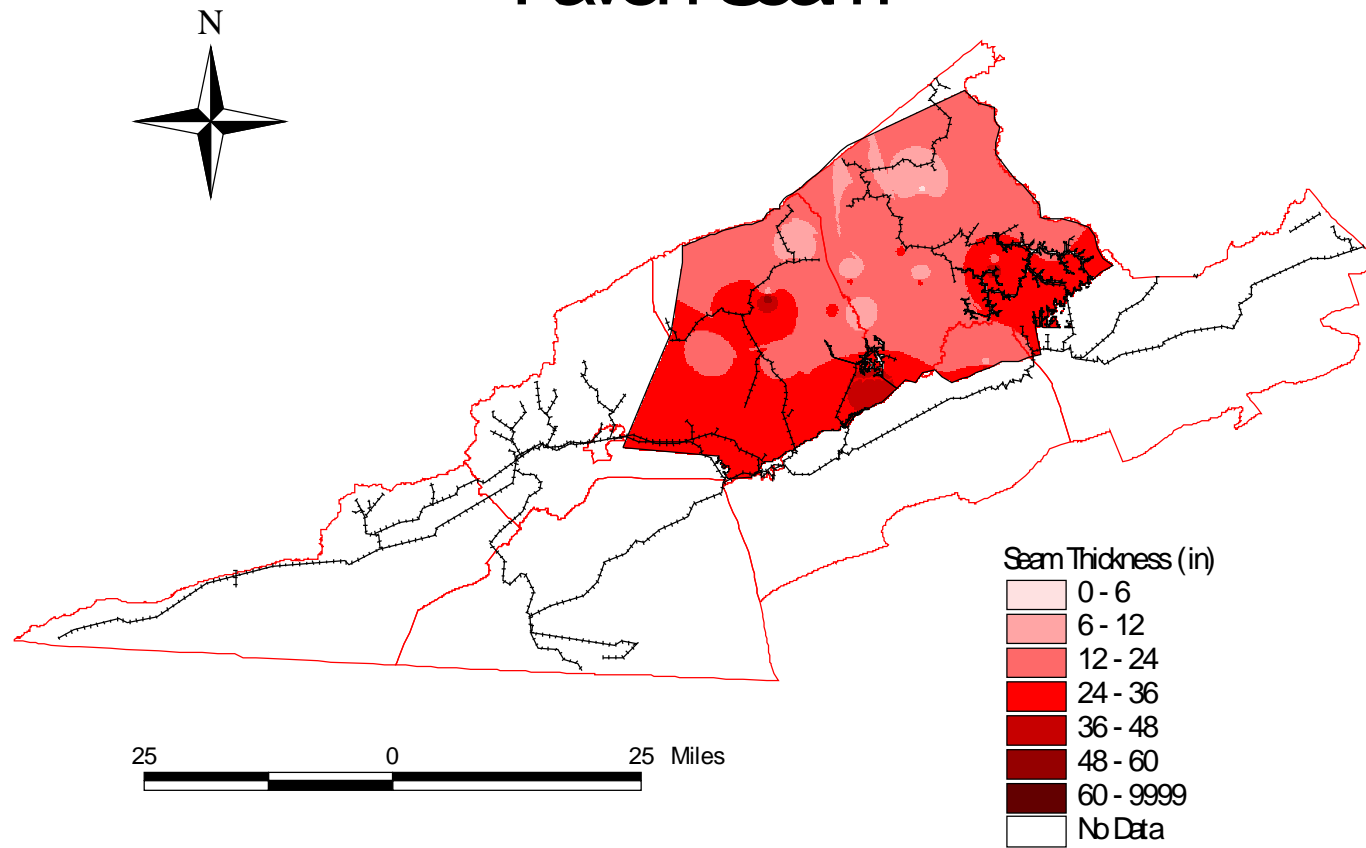 N
Seam Thickness (in)
0 - 6
6 - 12
12 - 24
24 - 36
36 - 48
48 - 60
60 - 9999
No Data
25 0 25 Miles